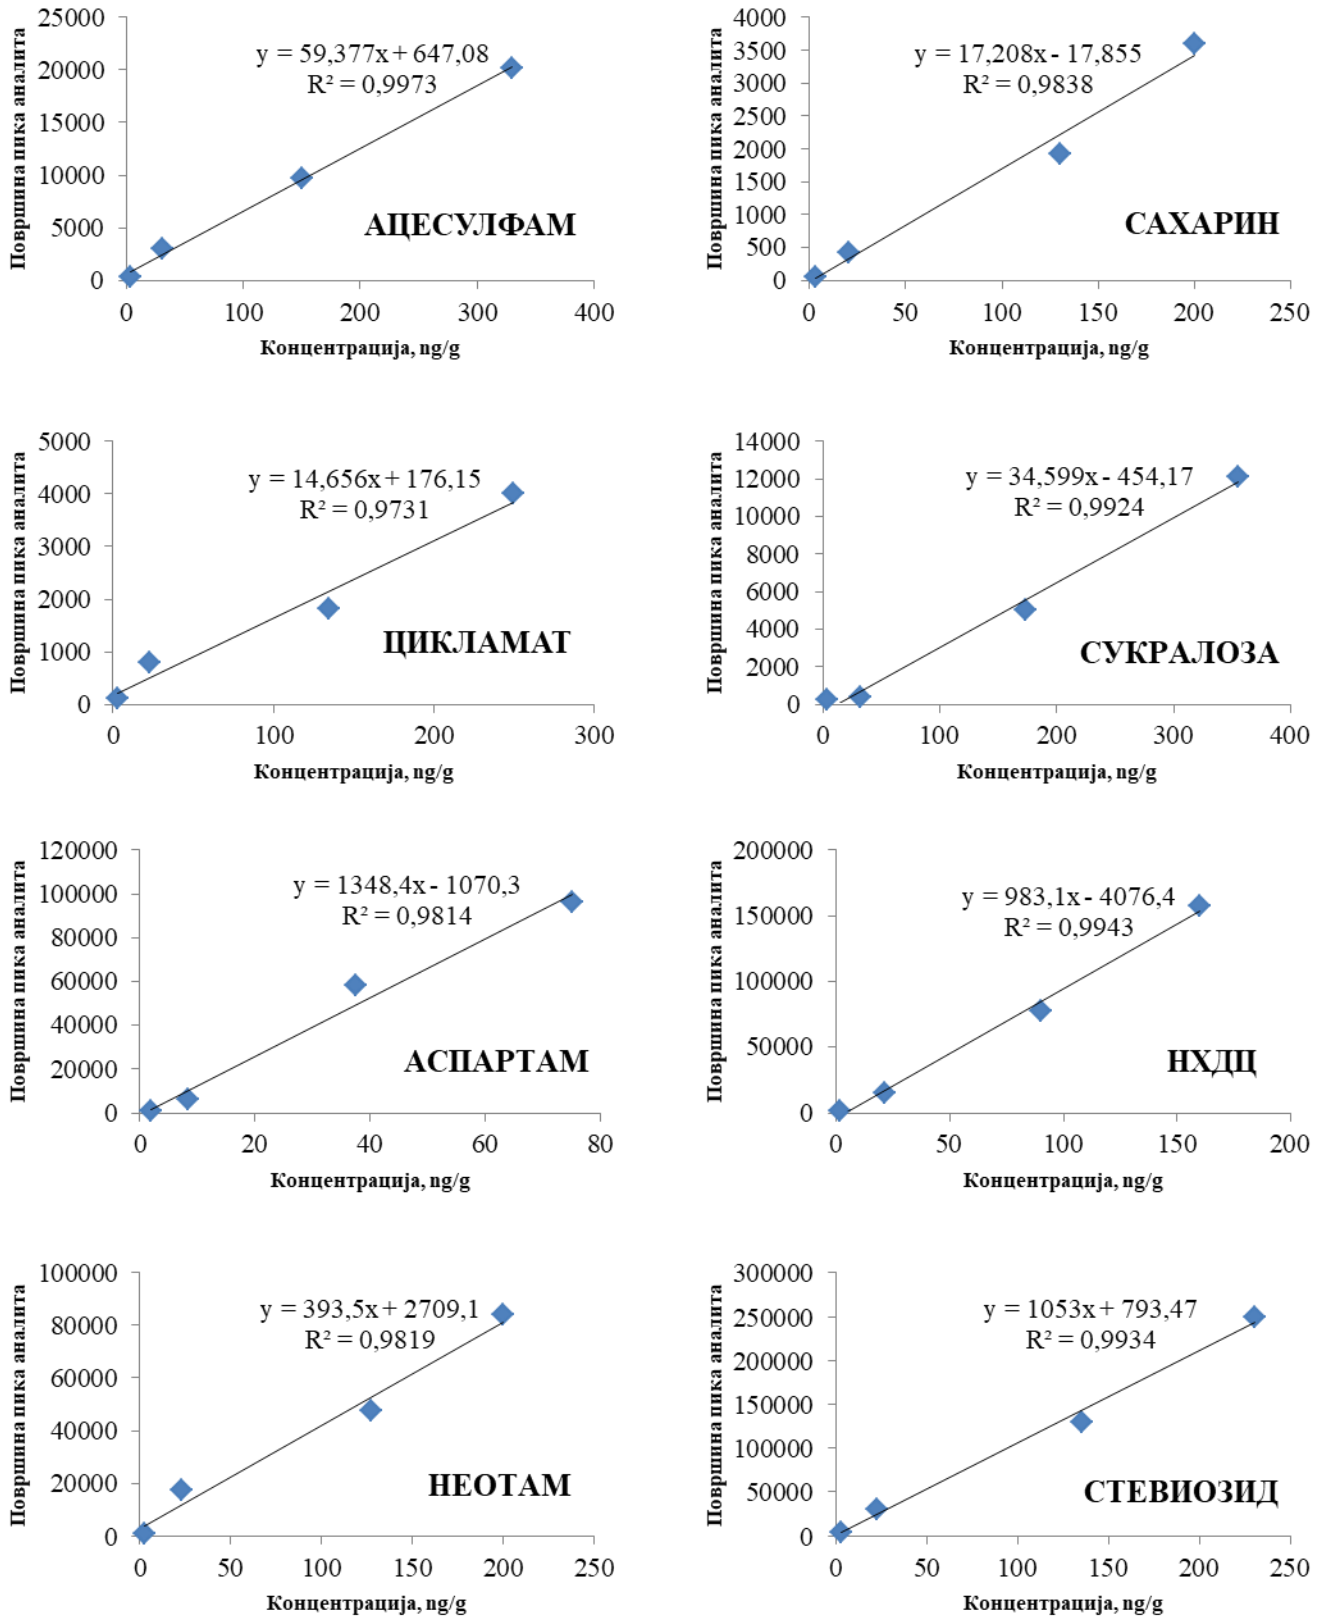 Површина пика аналита
25000
20000
15000
10000
5000
0
y = 59,377x + 647,08
R² = 0,9973
АЦЕСУЛФАМ
0 100 200 300 400
Концентрација, ng/g
Површина пика аналита
4000
3500
3000
2500
2000
1500
1000
500
0
y = 17,208x - 17,855
R² = 0,9838
САХАРИН
0 50 100 150 200 250
Концентрација, ng/g
Површина пика аналита
5000
4000
3000
2000
1000
0
y = 14,656x + 176,15
R² = 0,9731
ЦИКЛАМАТ
0 100 200 300
Концентрација, ng/g
Површина пика аналита
14000
12000
10000
8000
6000
4000
2000
0
y = 34,599x - 454,17
R² = 0,9924
СУКРАЛОЗА
0 100 200 300 400
Концентрација, ng/g
Површина пика аналита
120000
100000
80000
60000
40000
20000
0
y = 1348,4x - 1070,3
R² = 0,9814
АСПАРТАМ
0 20 40 60 80
Концентрација, ng/g
Површина пика аналита
200000
150000
100000
50000
0
y = 983,1x - 4076,4
R² = 0,9943
НХДЦ
0 50 100 150 200
Концентрација, ng/g
Површина пика аналита
100000
80000
60000
40000
20000
0
y = 393,5x + 2709,1
R² = 0,9819
НЕОТАМ
0 50 100 150 200 250
Концентрација, ng/g
Површина пика аналита
300000
250000
200000
150000
100000
50000
0
y = 1053x + 793,47
R² = 0,9934
СТЕВИОЗИД
0 50 100 150 200 250
Концентрација, ng/g